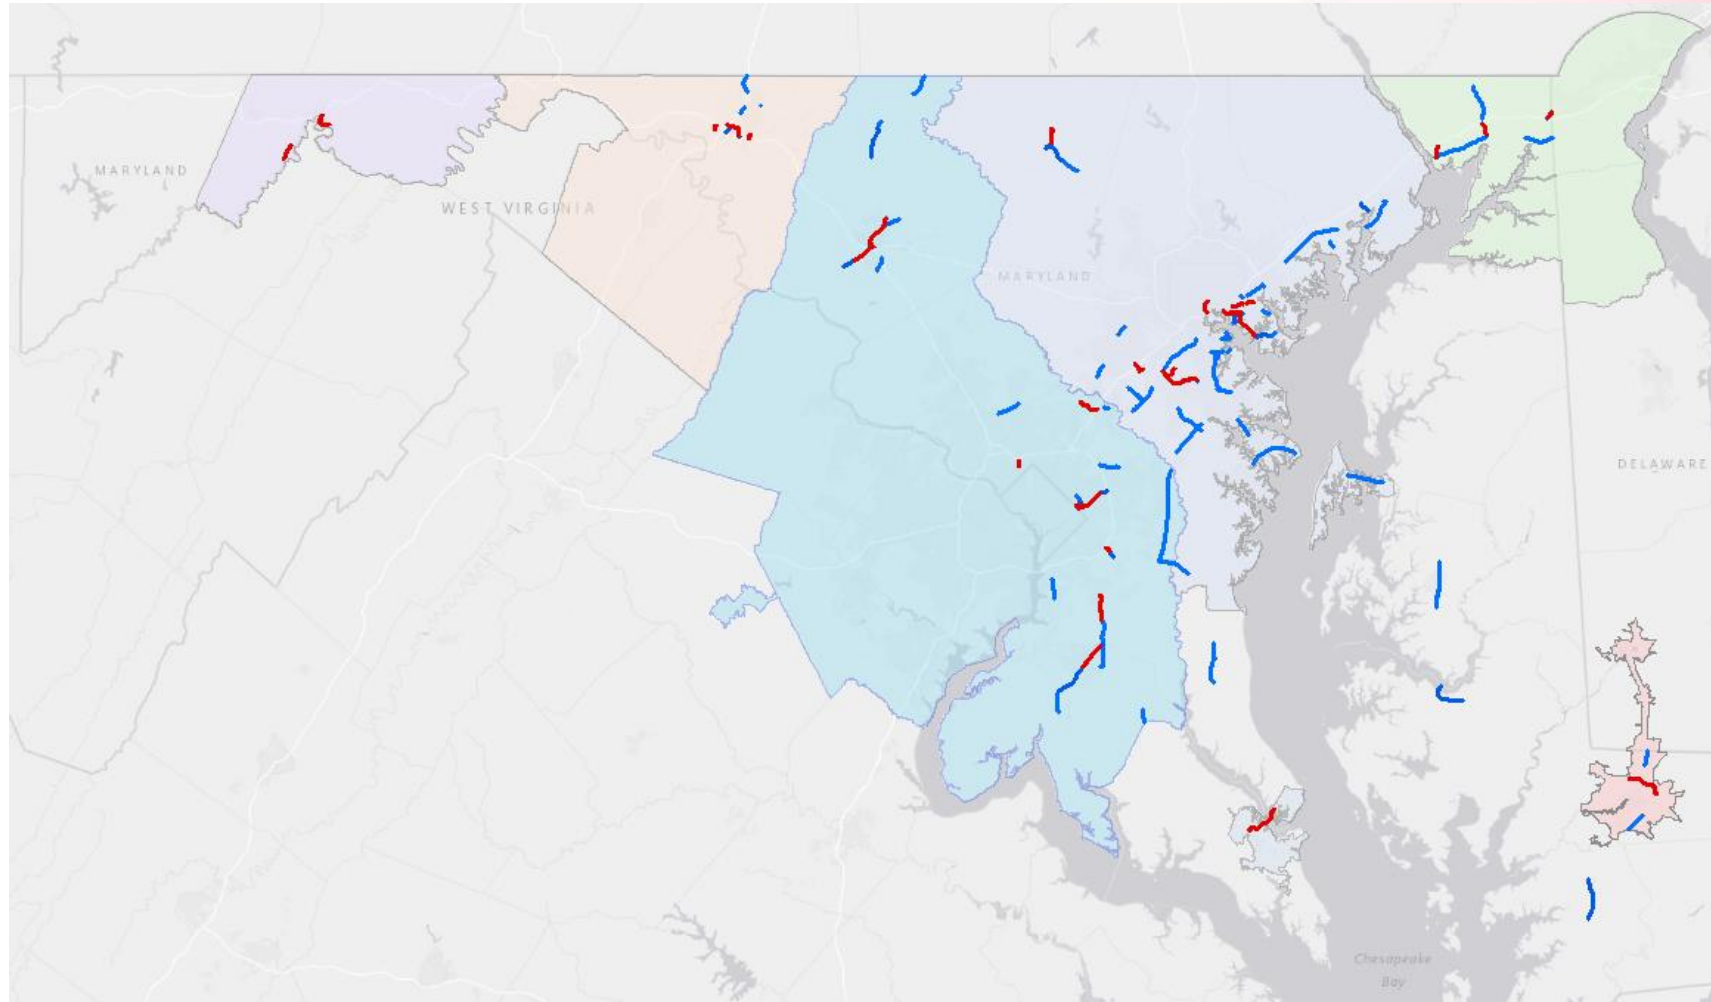 MARYLAND
WEST VIRGINIA
MARYLAND
DELAWARE
Chesapeake
Bay